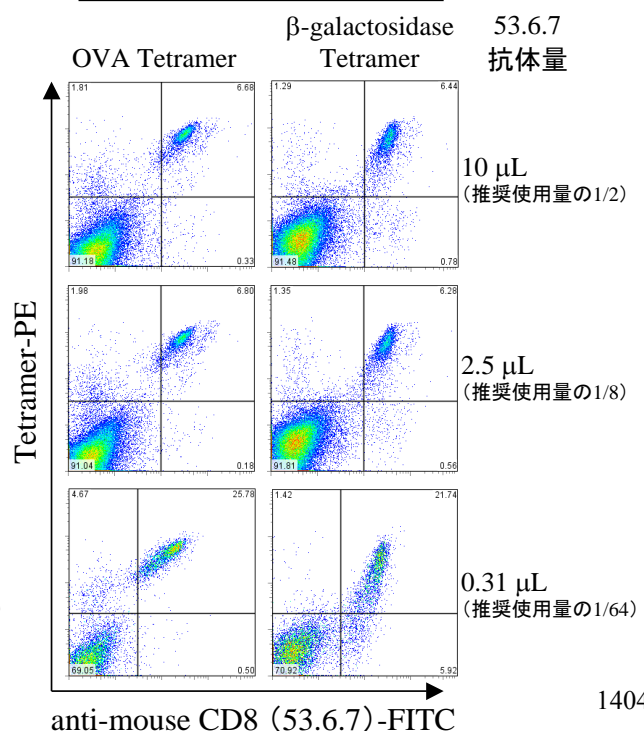 β-galactosidase 53.6.7
OVA Tetramer Tetramer 抗体量
1.81 6.68
91.18 0.33
1.29 6.44
91.48 0.78
10 μL
(推奨使用量の1/2)
1.98 6.80
91.04 0.18
1.35 6.28
91.81 0.56
2.5 μL
(推奨使用量の1/8)
4.67 25.78
69.05 0.50
1.42 21.74
70.92 5.92
0.31 μL
(推奨使用量の1/64)
Tetramer-PE
anti-mouse CD8 (53.6.7)-FITC
1404